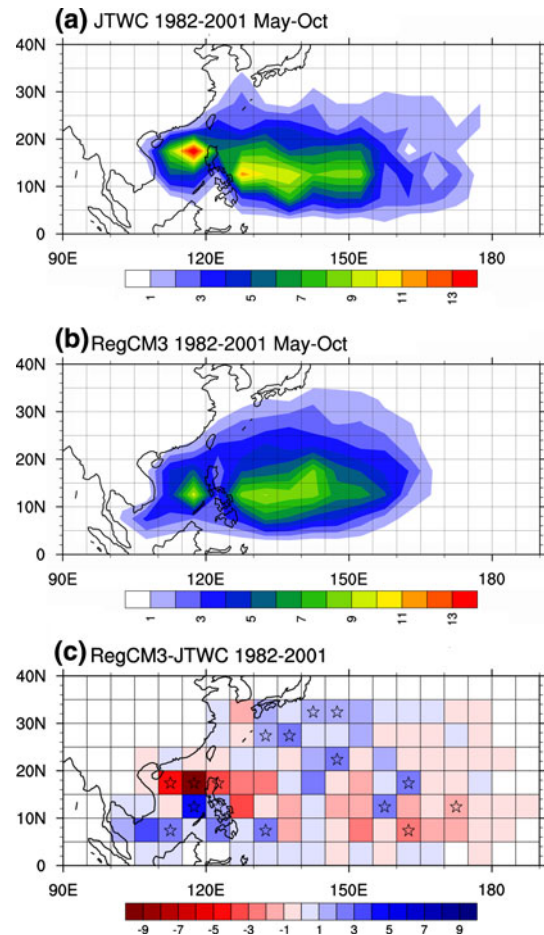 (a) JTWC 1982-2001 May-Oct
40N
30N
20N
10N
0
90E 120E 150E 180
1 3 5 7 9 11 13
(b) RegCM3 1982-2001 May-Oct
40N
30N
20N
10N
0
90E 120E 150E 180
1 3 5 7 9 11 13
(c) RegCM3-JTWC 1982-2001
40N
30N
20N
10N
0
90E 120E 150E 180
-9 -7 -5 -3 -1 1 3 5 7 9